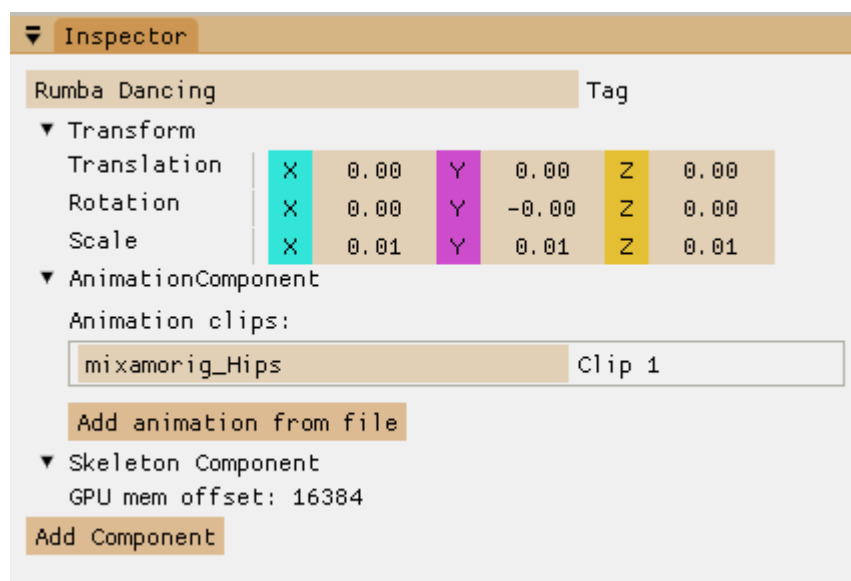 Inspector
Rumba Dancing Tag
Transform
Translation X 0.00 Y 0.00 Z 0.00
Rotation X 0.00 Y -0.00 Z 0.00
Scale X 0.01 Y 0.01 Z 0.01
AnimationComponent
Animation clips:
mixamorig_Hips Clip 1
Add animation from file
Skeleton Component
GPU mem offset: 16384
Add Component